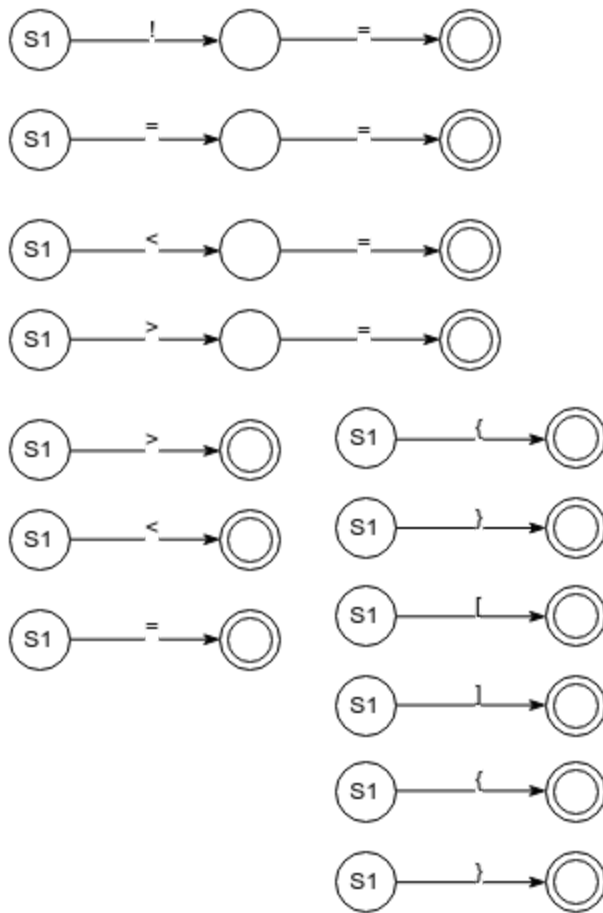 S1 ! =
S1 = =
S1 < =
S1 > =
S1 >
S1 <
S1 =
S1 {
S1 }
S1 [
S1 ]
S1 {
S1 }